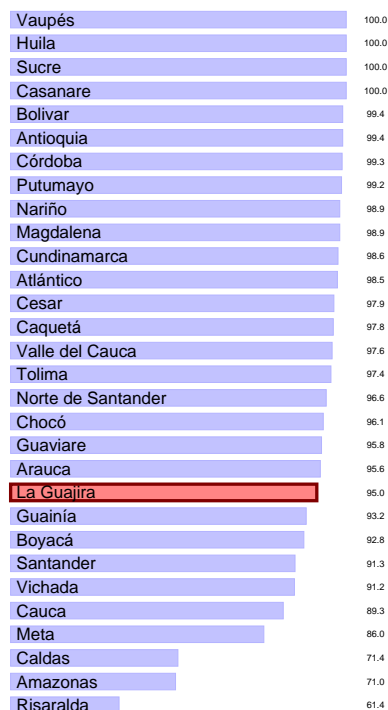 Vaupés 100.0
Huila 100.0
Sucre 100.0
Casanare 100.0
Bolivar 99.4
Antioquia 99.4
Córdoba 99.3
Putumayo 99.2
Nariño 98.9
Magdalena 98.9
Cundinamarca 98.6
Atlántico 98.5
Cesar 97.9
Caquetá 97.8
Valle del Cauca 97.6
Tolima 97.4
Norte de Santander 96.6
Chocó 96.1
Guaviare 95.8
Arauca 95.6
La Guajira 95.0
Guainía 93.2
Boyacá 92.8
Santander 91.3
Vichada 91.2
Cauca 89.3
Meta 86.0
Caldas 71.4
Amazonas 71.0
Risaralda 61.4